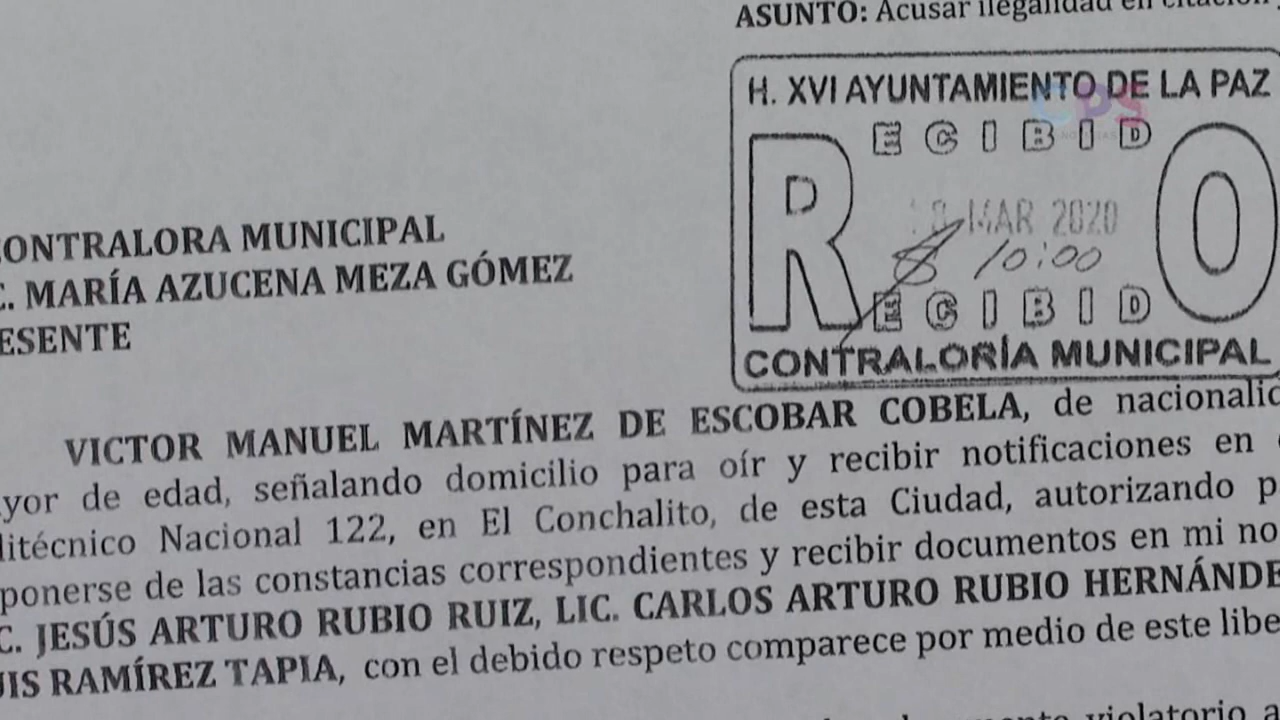 ASUNTO: Acusar ilegalidad en citación
H. XVI AYUNTAMIENTO DE LA PAZ
CPS
RECIBIDO
MAR 2020
10:00
RECIBIDO
CONTRALORÍA MUNICIPAL
CONTRALORA MUNICIPAL
C. MARÍA AZUCENA MEZA GÓMEZ
ESENTE
VICTOR MANUEL MARTÍNEZ DE ESCOBAR COBELA, de nacionalid
yor de edad, señalando domicilio para oír y recibir notificaciones en
litécnico Nacional 122, en El Conchalito, de esta Ciudad, autorizando p
ponerse de las constancias correspondientes y recibir documentos en mi no
C. JESÚS ARTURO RUBIO RUIZ, LIC. CARLOS ARTURO RUBIO HERNÁNDE
UIS RAMÍREZ TAPIA, con el debido respeto comparece por medio de este libe
violatorio a